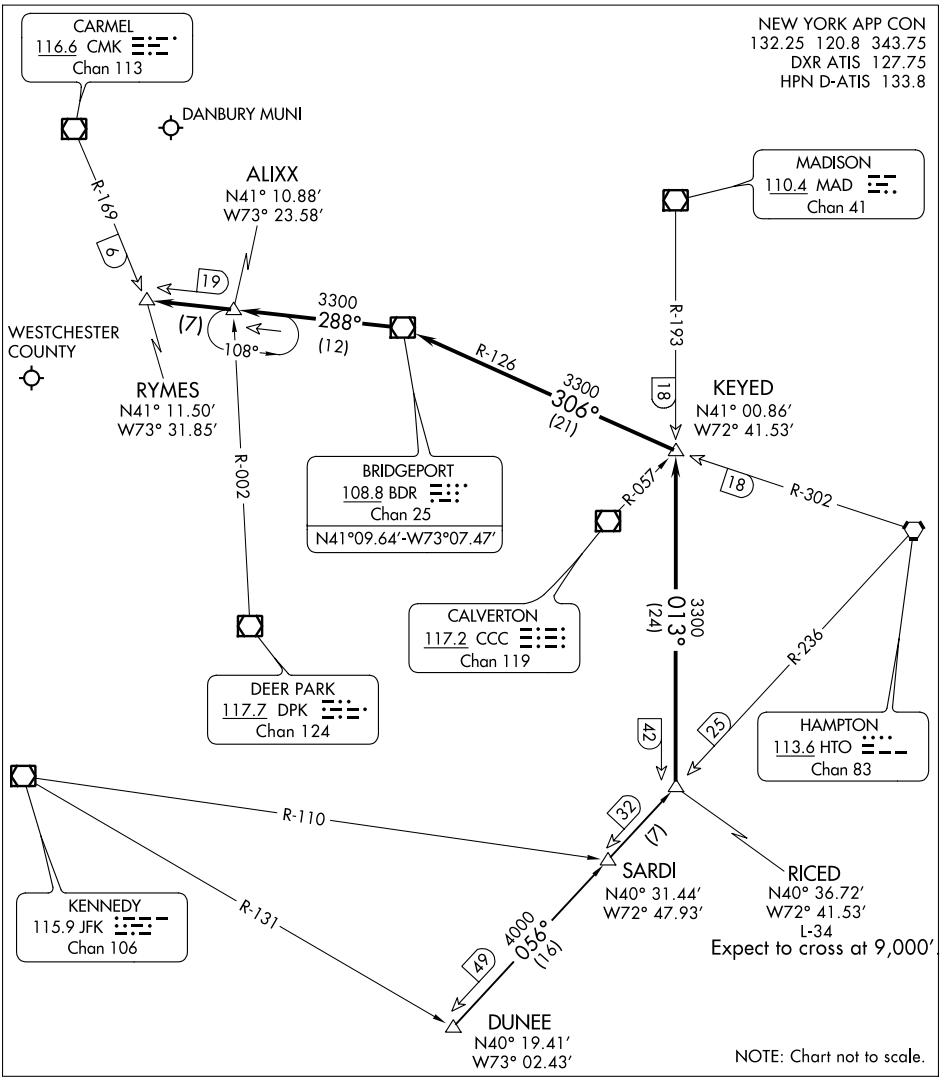 CARMEL
116.6 CMK
Chan 113
NEW YORK APP CON
132.25 120.8 343.75
DXR ATIS 127.75
HPN D-ATIS 133.8
DANBURY MUNI
ALIXX
N41° 10.88'
W73° 23.58'
MADISON
110.4 MAD
Chan 41
R-169
6
19
(7)
108°
3300
288°
(12)
R-193
18
WESTCHESTER
COUNTY
RYMES
N41° 11.50'
W73° 31.85'
R-126
3300
306°
(21)
KEYED
N41° 00.86'
W72° 41.53'
R-002
BRIDGEPORT
108.8 BDR
Chan 25
N41°09.64'-W73°07.47'
R-057
18
R-302
CALVERTON
117.2 CCC
Chan 119
3300
013°
(24)
R-236
DEER PARK
117.7 DPK
Chan 124
42
25
HAMPTON
113.6 HTO
Chan 83
R-110
32
(7)
SARDI
N40° 31.44'
W72° 47.93'
RICED
N40° 36.72'
W72° 41.53'
L-34
Expect to cross at 9,000'.
KENNEDY
115.9 JFK
Chan 106
R-131
4000
056°
(16)
49
DUNEE
N40° 19.41'
W73° 02.43'
NOTE: Chart not to scale.